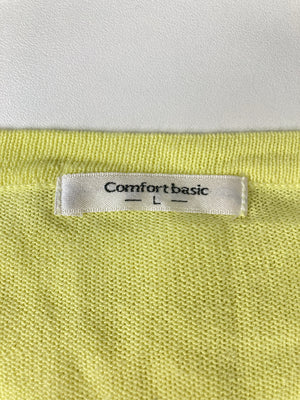 Comfort basic
— L —